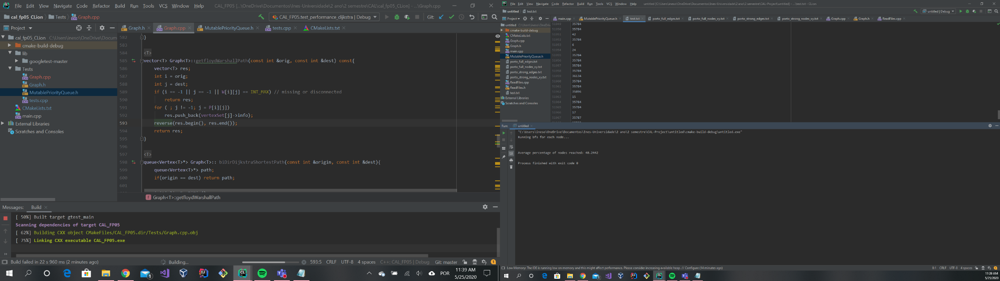 File Edit View Navigate Code Refactor Build Run Tools VCS Window Help CAL_FP05 [...\OneDrive\Documentos\Ines-Universidade\2 ano\2 semestre\CAL\cal_fp05_CLion] - ...\Graph.cpp
cal_fp05_CLion Tests Graph.cpp CAL_FP05.test_performance_dijkstra | Debug Git:
Project Graph.h Graph.cpp MutablePriorityQueue.h tests.cpp CMakeLists.txt
cal_fp05_CLion C:\Users\ineso\OneDrive\Docum
cmake-build-debug
lib
googletest-master
Tests
Graph.cpp
Graph.h
MutablePriorityQueue.h
tests.cpp
CMakeLists.txt
main.cpp
External Libraries
Scratches and Consoles
582 }
583
584 <T>
585 vector<T> Graph<T>::getfloydWarshallPath(const int &orig, const int &dest) const{
586 vector<T> res;
587 int i = orig;
588 int j = dest;
589 if (i == -1 || j == -1 || W[i][j] == INT_MAX) // missing or disconnected
590 return res;
591 for ( ; j != -1; j = P[i][j])
592 res.push_back(vertexSet[j]->info);
593 reverse(res.begin(), res.end());
594 return res;
595 }
596
597 <T>
598 queue<Vertex<T>*> Graph<T>:: biDirDijkstraShortestPath(const int &origin, const int &dest){
599 queue<Vertex<T>*> path;
600 if(origin == dest) return path;
601
f Graph<T>::getfloydWarshallPath
Messages: Build
[ 50%] Built target gtest_main
Scanning dependencies of target CAL_FP05
[ 62%] Building CXX object CMakeFiles/CAL_FP05.dir/Tests/Graph.cpp.obj
[ 75%] Linking CXX executable CAL_FP05.exe
Build failed in 22 s 960 ms (2 minutes ago) Building... 593:5 CRLF UTF-8 4 spaces C++: CAL_FP05 | Debug Git: master
POR 11:39 AM
5/25/2020
File Edit View Navigate Code Refactor Build Run Tools VCS Window Help untitled [C:\Users\ineso\OneDrive\Documentos\Ines-Universidade\2 ano\2 semestre\CAL-Project\untitled] - ...\test.txt - CLion
untitled test.txt untitled | Debug
Project main.cpp MutablePriorityQueue.h test.txt porto_full_edges.txt porto_full_nodes_xy.txt porto_strong_edges.txt porto_strong_nodes_xy.txt Graph.cpp Graph.h ReadFiles.cpp
untitled C:\Users\ineso\OneDriv
cmake-build-debug
CMakeLists.txt
Graph.cpp
Graph.h
main.cpp
MutablePriorityQueue.h
porto_full_edges.txt
porto_full_nodes_xy.txt
porto_strong_edges.txt
porto_strong_nodes_xy.txt
ReadFiles.cpp
ReadFiles.h
test.txt
External Libraries
Scratches and Consoles
51949 35784
51950 35784
51951 42
51952 35784
51953 6
51954 24
51955 35784
51956 35784
51957 35784
51958 35784
51959 36134
51960 35784
51961 35784
51962 35896
51963 15
51964 35784
51965 35784
51966 17
51967 35787
Run: untitled
"C:\Users\ineso\OneDrive\Documentos\Ines-Universidade\2 ano\2 semestre\CAL-Project\untitled\cmake-build-debug\untitled.exe"
Running bfs for each node...
Average percentage of nodes reached: 40.2442
Process finished with exit code 0
Low Memory: The IDE is running low on memory and this might affect performance. Please consider increasing available heap. // Configure (14 minutes ago) 8:1 CRLF UTF-8 4 spaces
11:39 AM
5/25/2020